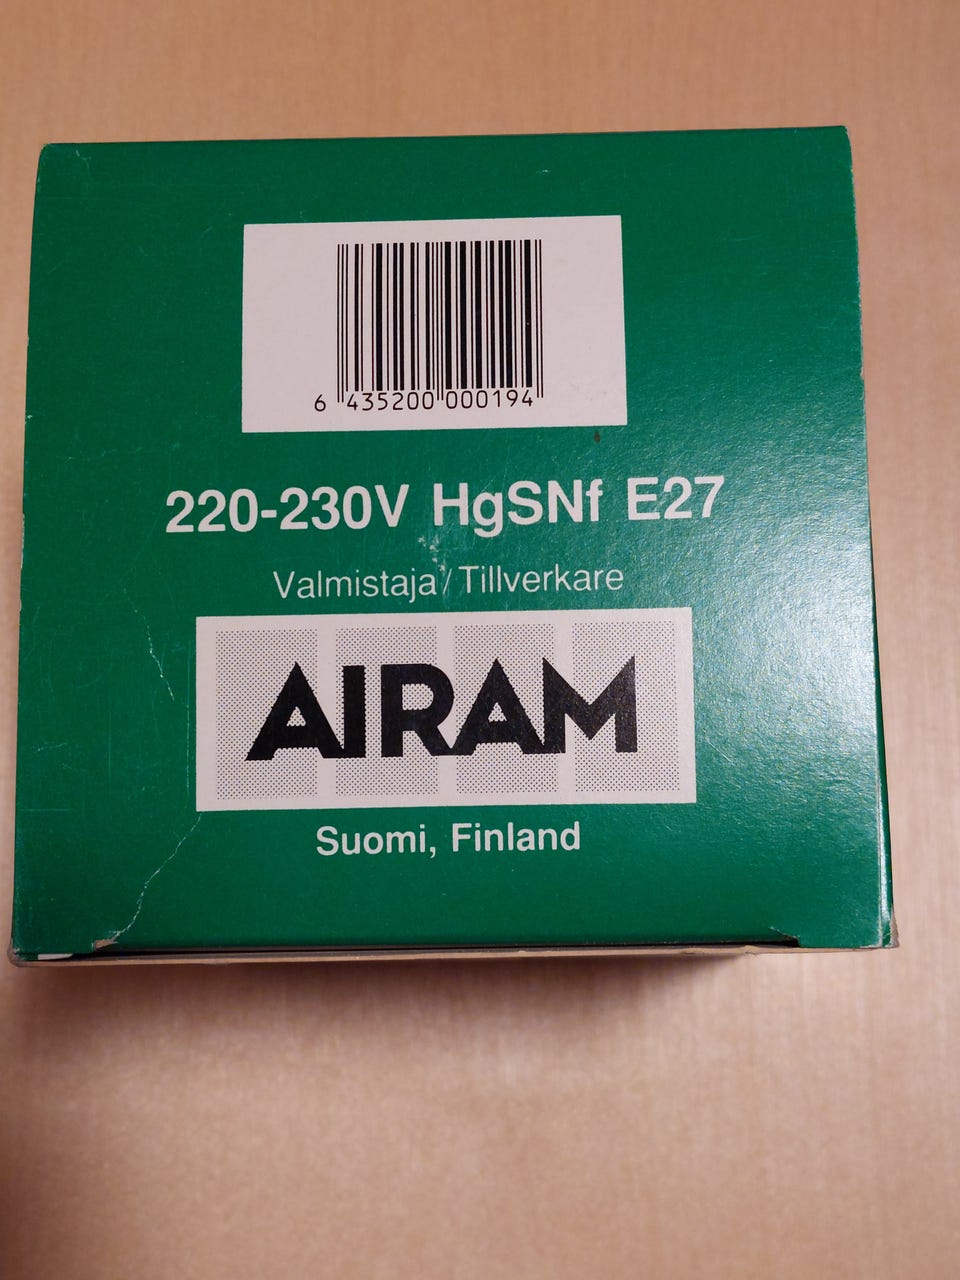 6 435200 000194
220-230V HgSNf E27
Valmistaja/Tillverkare
AIRAM
Suomi, Finland